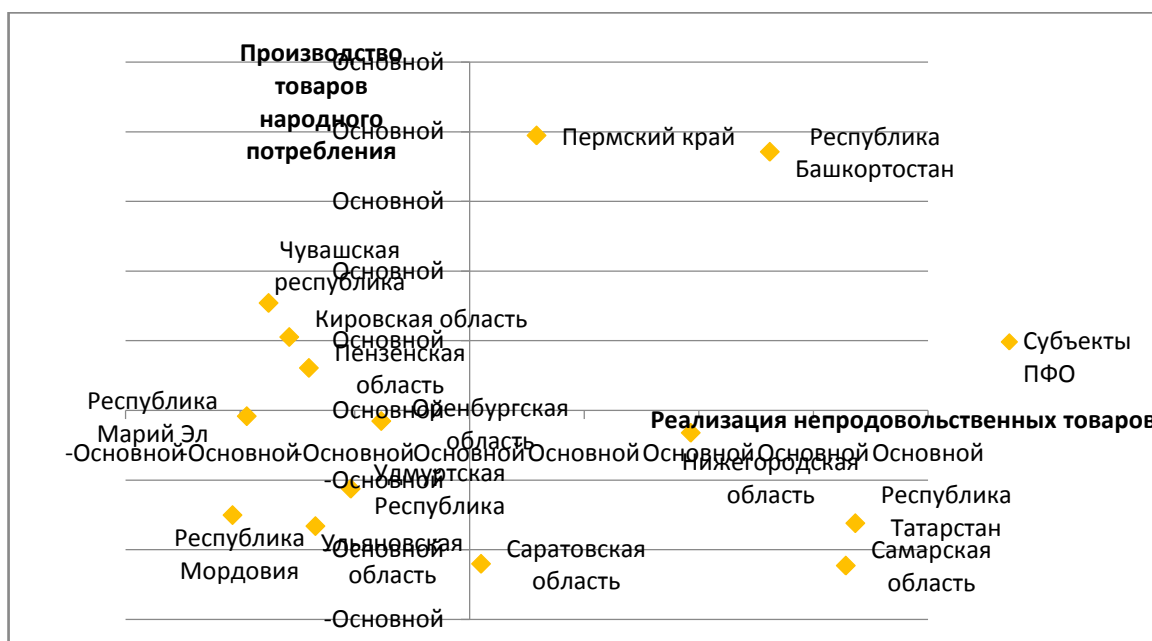 Производство
товаров
народного
потребления
Основной
Основной
Пермский край
Республика
Башкортостан
Основной
Чувашская
республика
Основной
Кировская область
Основной
Пензенская
область
Субъекты
ПФО
Республика
Марий Эл
Основной
Оренбургская
область
Реализация непродовольственных товаров
-Основной
-Основной
-Основной
Основной
Основной
Основной
Основной
Основной
Нижегородская
область
-Основной
Удмуртская
Республика
Республика
Татарстан
Республика
Мордовия
Ульяновская
область
-Основной
Саратовская
область
Самарская
область
-Основной